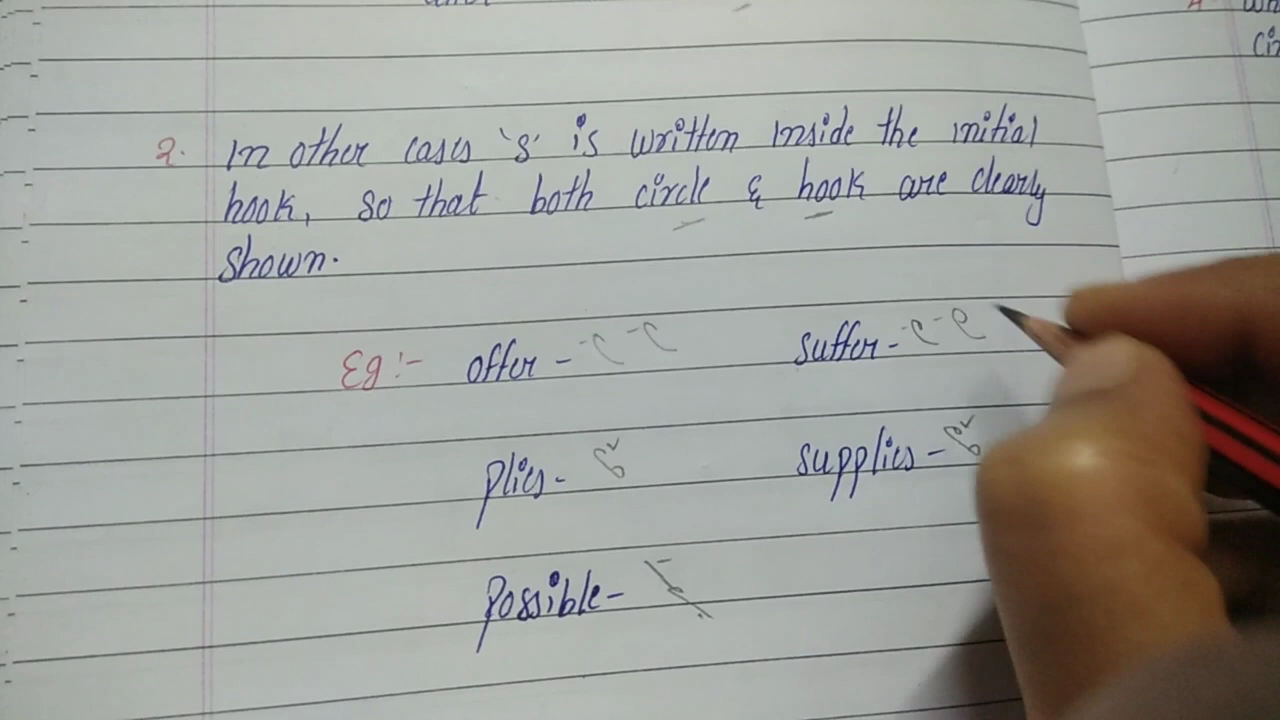 2. In other cases 's' is written inside the initial
hook, so that both circle & hook are clearly
shown.
Eg :- offer - suffer -
plies - supplies -
possible -